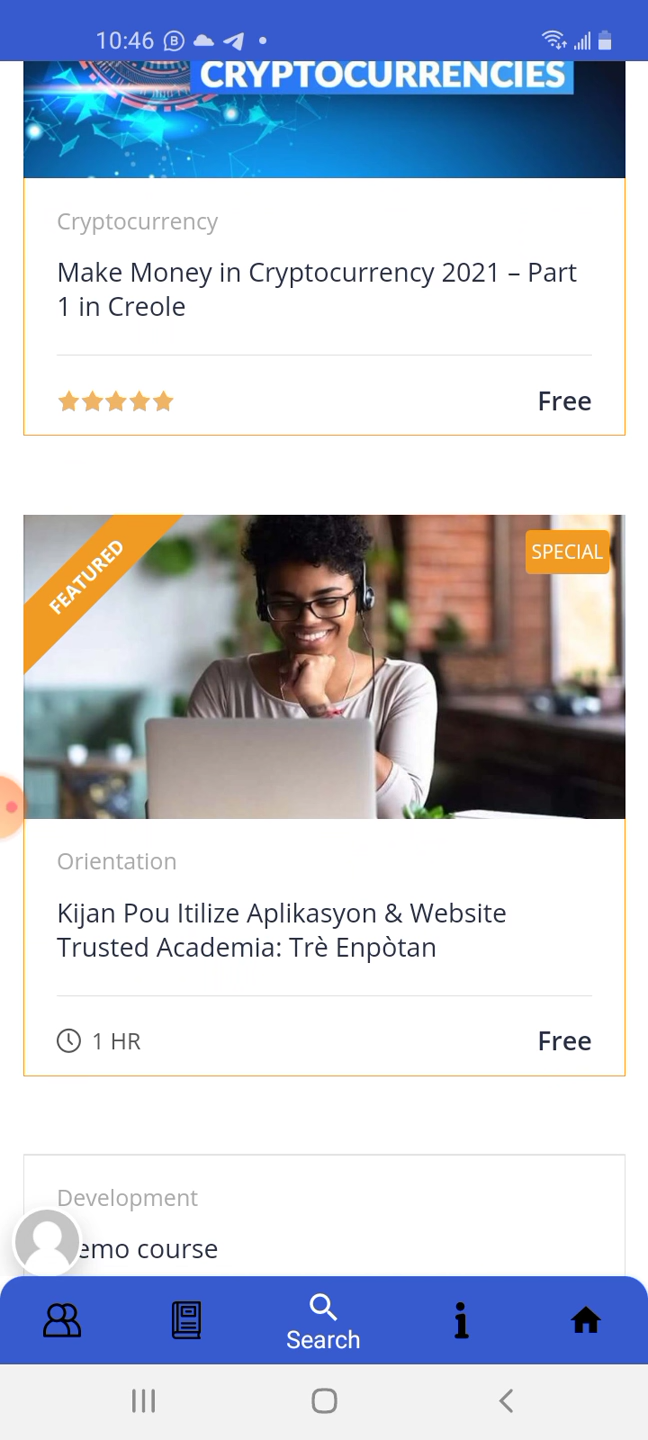 10:46
CRYPTOCURRENCIES
Cryptocurrency
Make Money in Cryptocurrency 2021 – Part
1 in Creole
Free
FEATURED
SPECIAL
Orientation
Kijan Pou Itilize Aplikasyon & Website
Trusted Academia: Trè Enpòtan
1 HR
Free
Development
emo course
Search